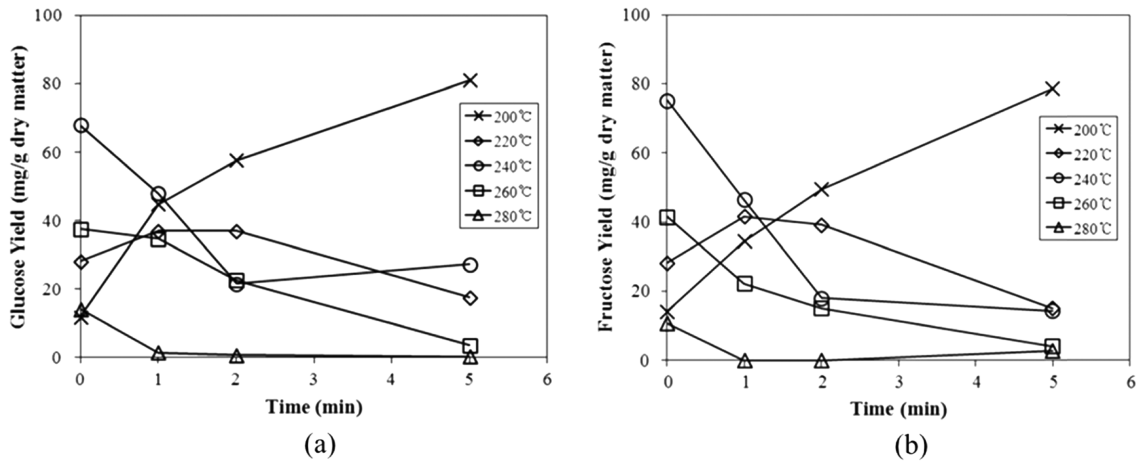 100
80
60
40
20
0
Glucose Yield (mg/g dry matter)
0 1 2 3 4 5 6
Time (min)
200℃
220℃
240℃
260℃
280℃
(a)
100
80
60
40
20
0
Fructose Yield (mg/g dry matter)
0 1 2 3 4 5 6
Time (min)
200℃
220℃
240℃
260℃
280℃
(b)